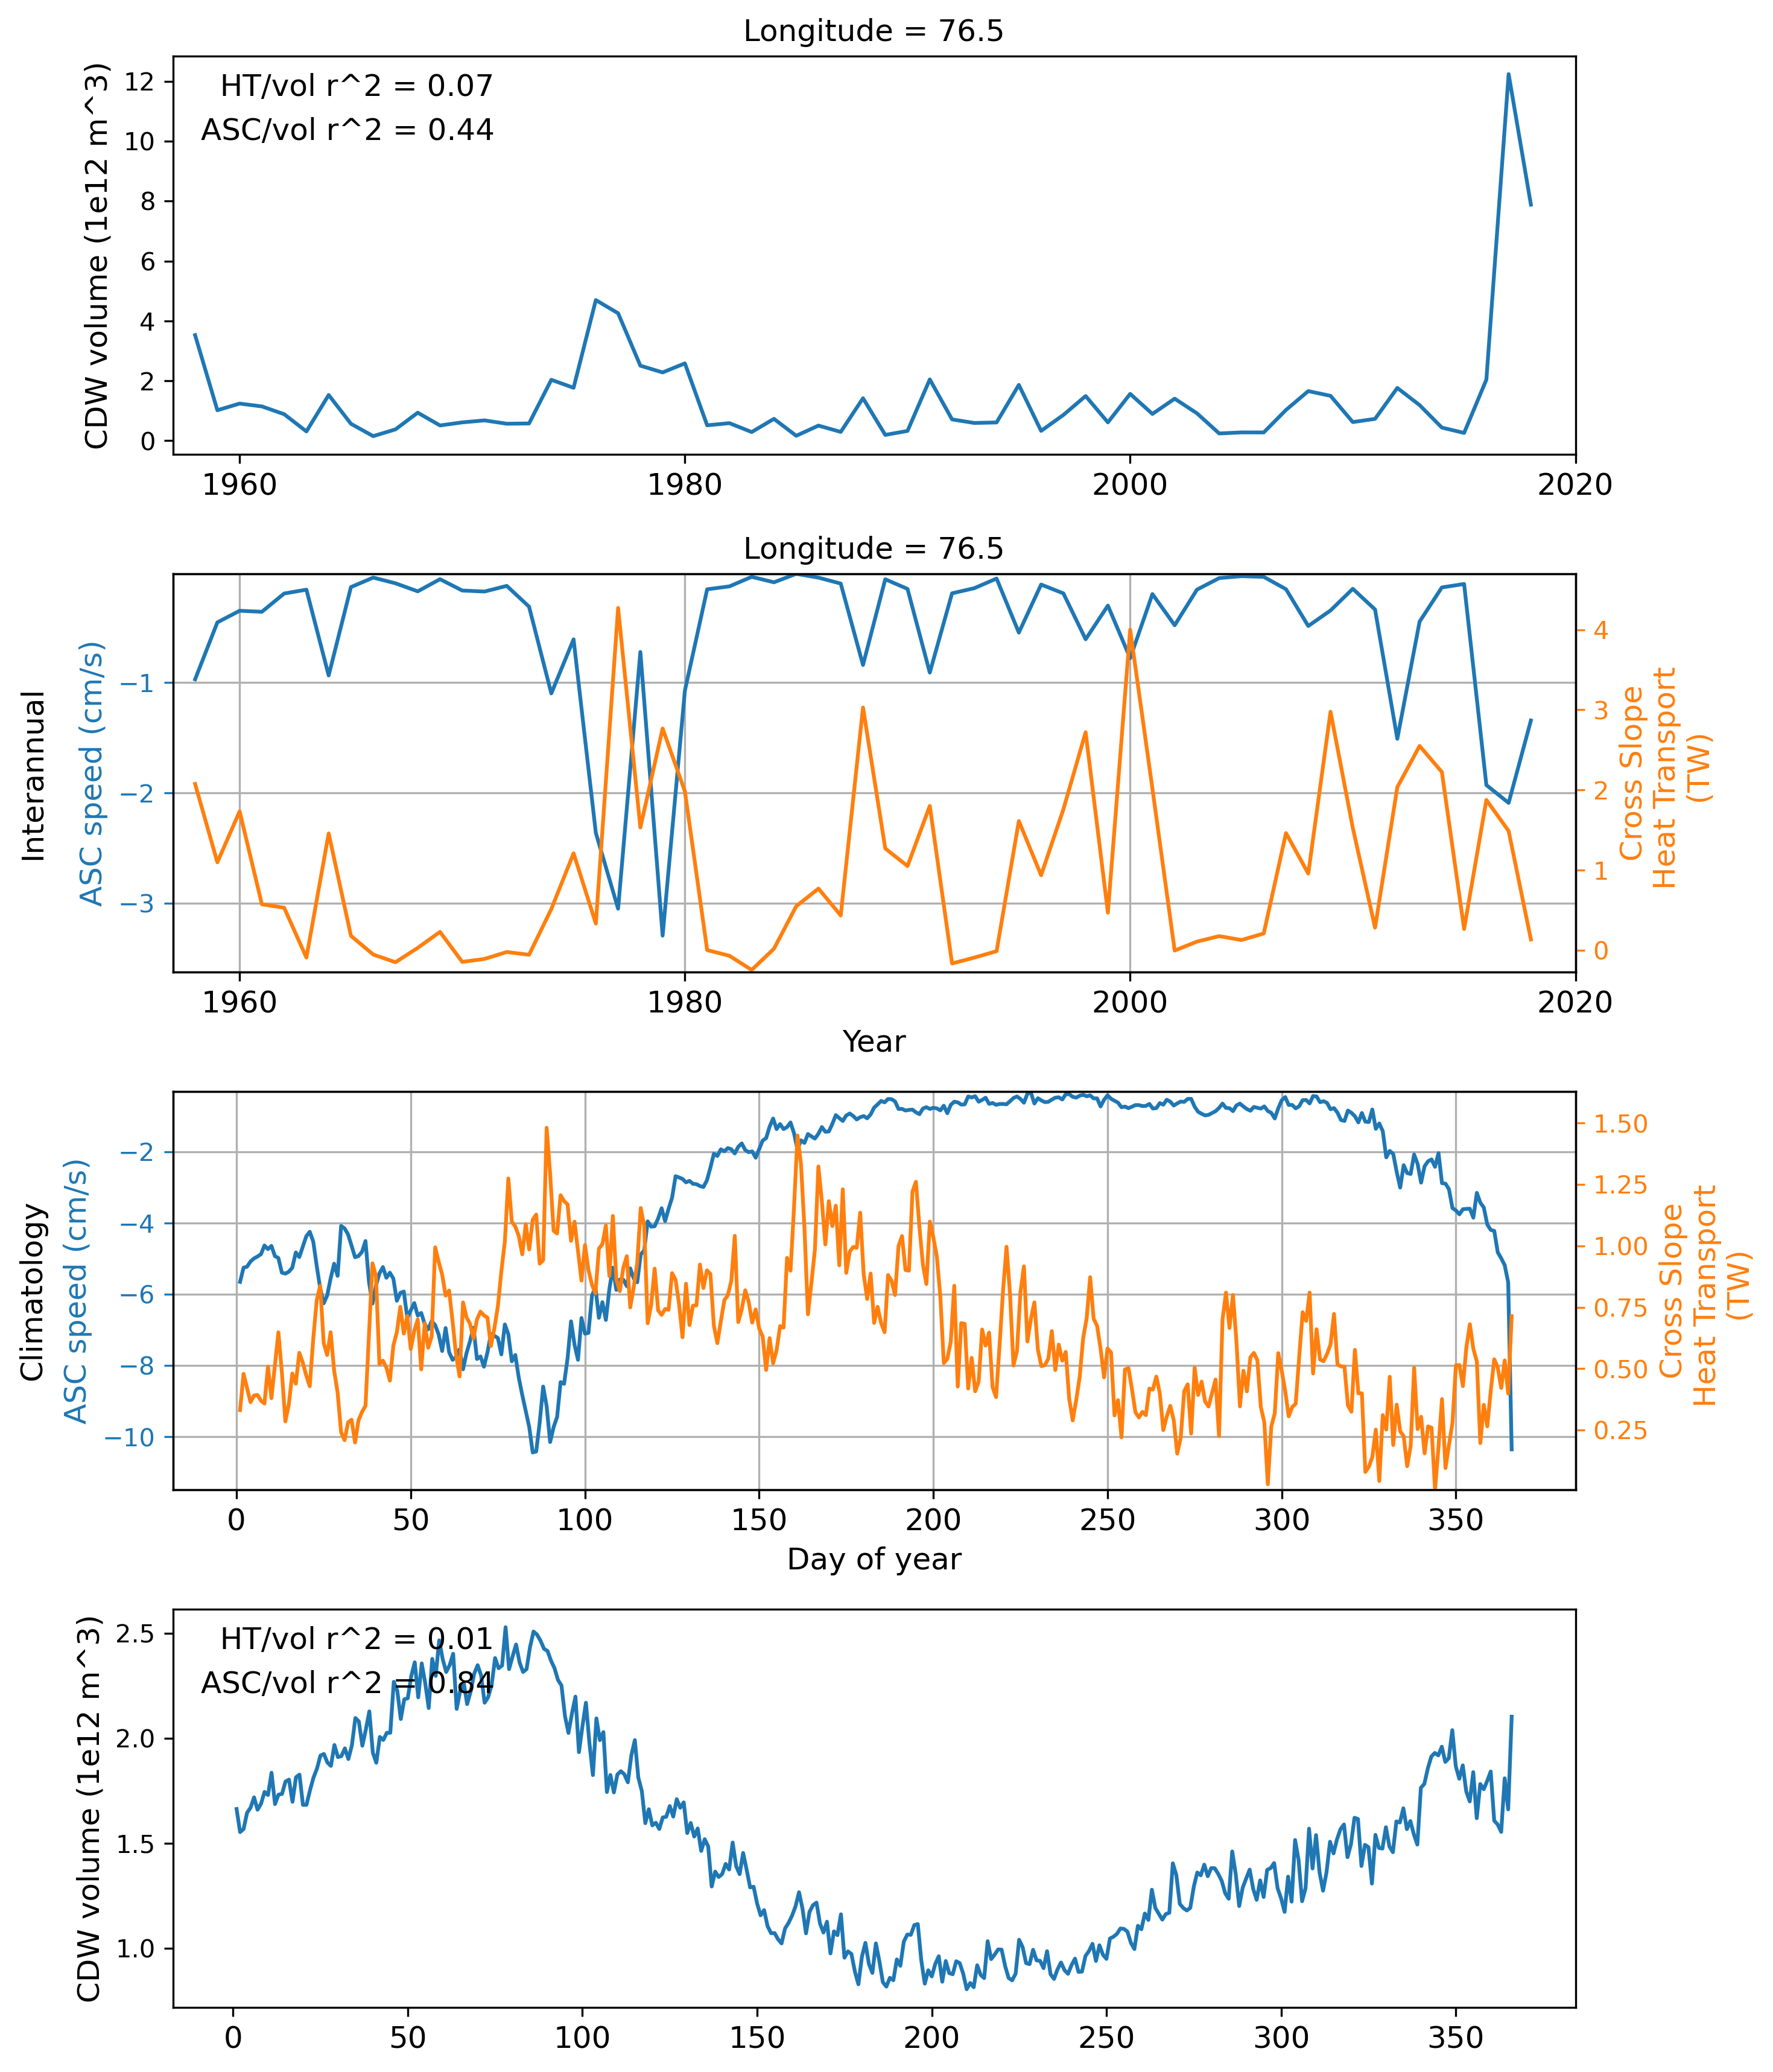 Longitude = 76.5
HT/vol r^2 = 0.07
ASC/vol r^2 = 0.44
CDW volume (1e12 m^3)
12
10
8
6
4
2
0
1960
1980
2000
2020
Longitude = 76.5
Interannual
ASC speed (cm/s)
−1
−2
−3
4
3
2
1
0
Cross Slope
Heat Transport
(TW)
1960
1980
2000
2020
Year
Climatology
ASC speed (cm/s)
−2
−4
−6
−8
−10
1.50
1.25
1.00
0.75
0.50
0.25
Cross Slope
Heat Transport
(TW)
0
50
100
150
200
250
300
350
Day of year
HT/vol r^2 = 0.01
ASC/vol r^2 = 0.84
CDW volume (1e12 m^3)
2.5
2.0
1.5
1.0
0
50
100
150
200
250
300
350